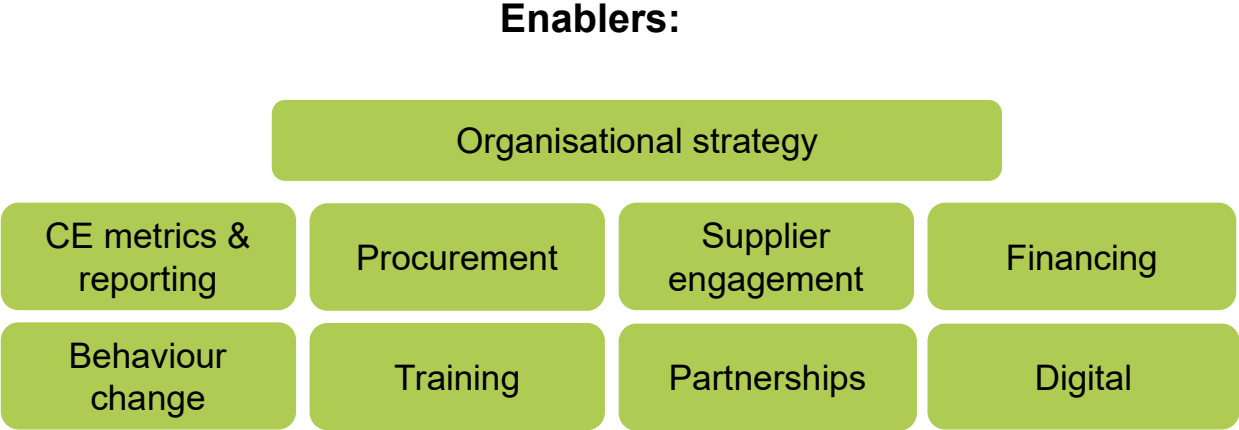 Enablers:
Organisational strategy
CE metrics &
reporting
Procurement
Supplier
engagement
Financing
Behaviour
change
Training
Partnerships
Digital